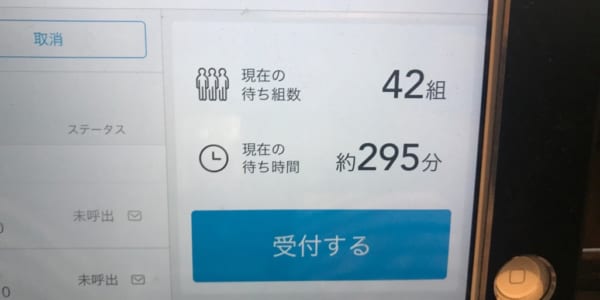 取消
ステータス
未呼出
0
未呼出
0
現在の
待ち組数
42組
現在の
待ち時間
約295分
受付する